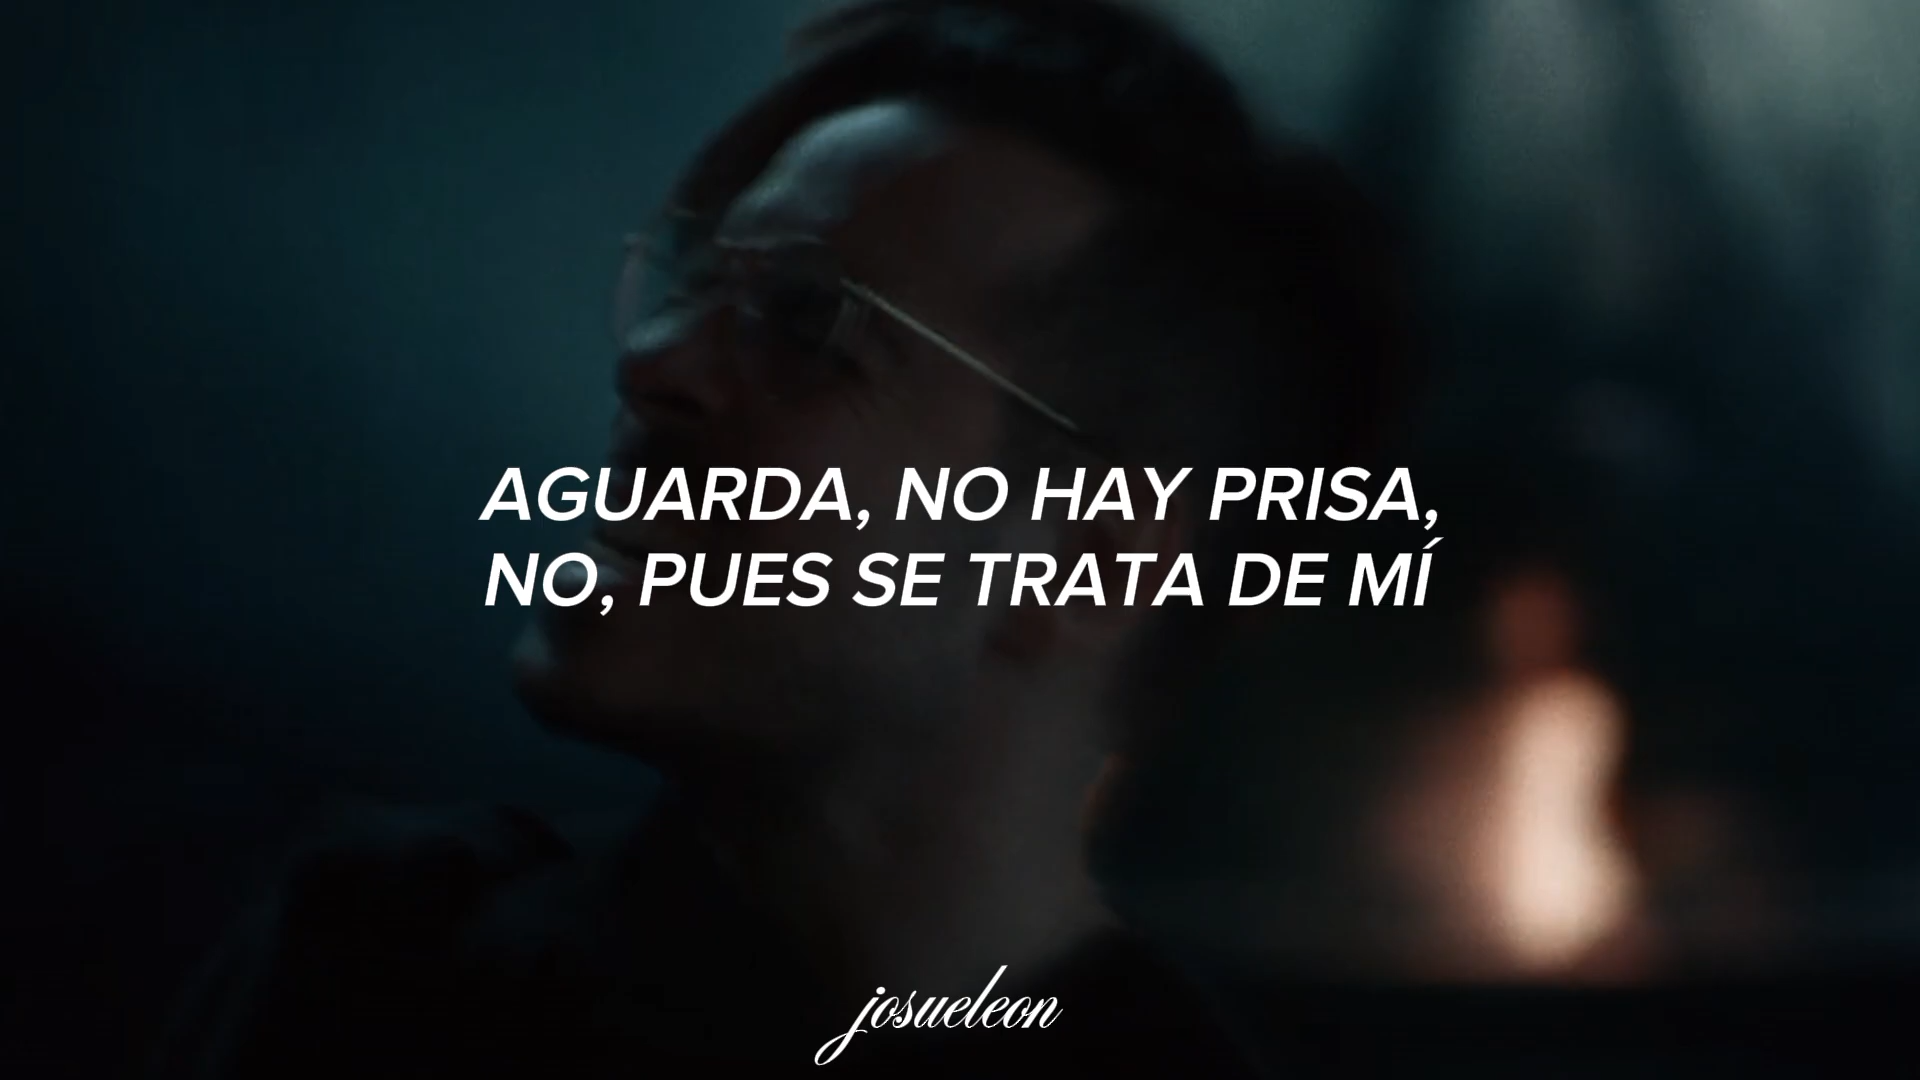 AGUARDA, NO HAY PRISA,
NO, PUES SE TRATA DE MÍ
josueleon